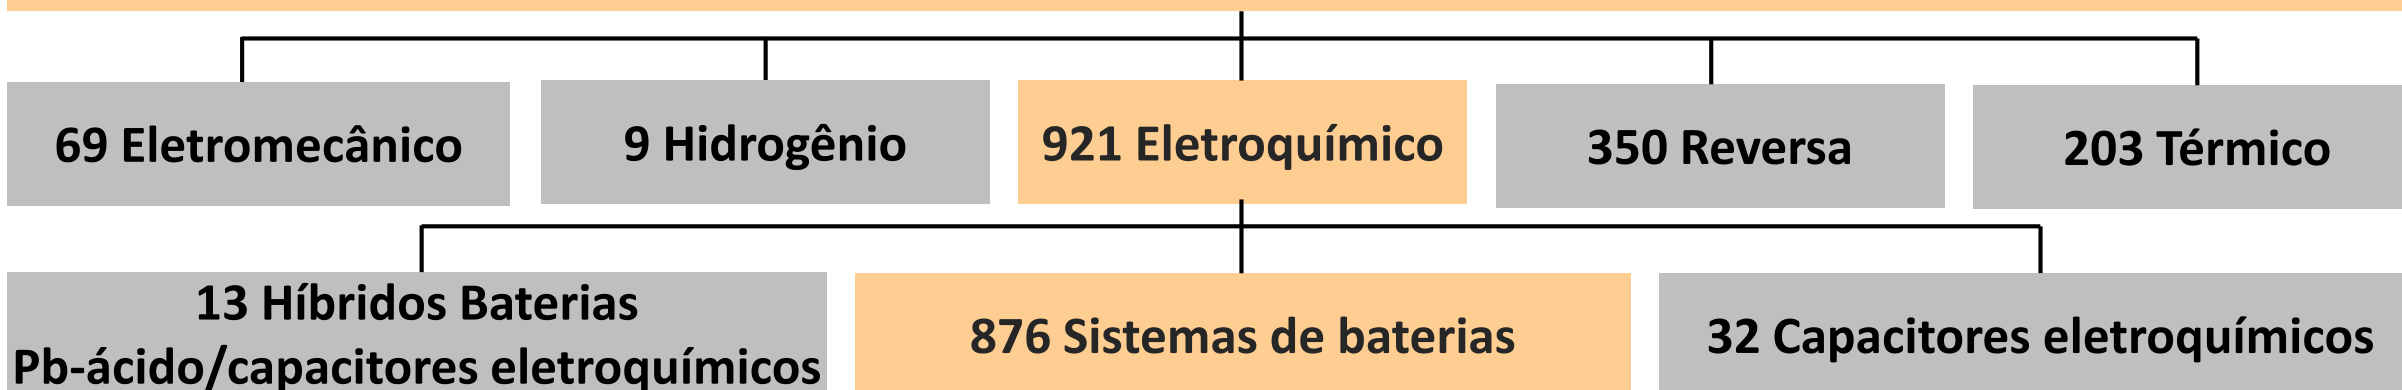 69 Eletromecânico
9 Hidrogênio
921 Eletroquímico
350 Reversa
203 Térmico
13 Híbridos Baterias
Pb-ácido/capacitores eletroquímicos
876 Sistemas de baterias
32 Capacitores eletroquímicos